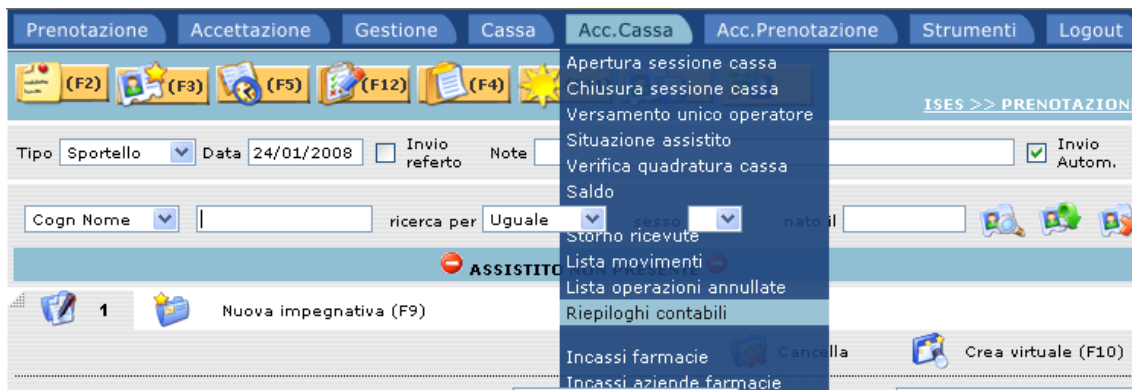 Prenotazione Accettazione Gestione Cassa Acc.Cassa Acc.Prenotazione Strumenti Logout
(F2) (F3) (F5) (F12) (F4)
ISES >> PRENOTAZION
Tipo Sportello Data 24/01/2008 Invio referto Note Invio Autom.
Cogn Nome ricerca per Uguale sesso nato il
ASSISTITO NON PRESENTE
1 Nuova impegnativa (F9)
Cancella Crea virtuale (F10)
Apertura sessione cassa
Chiusura sessione cassa
Versamento unico operatore
Situazione assistito
Verifica quadratura cassa
Saldo
Storno ricevute
Lista movimenti
Lista operazioni annullate
Riepiloghi contabili
Incassi farmacie
Incassi aziende farmacie